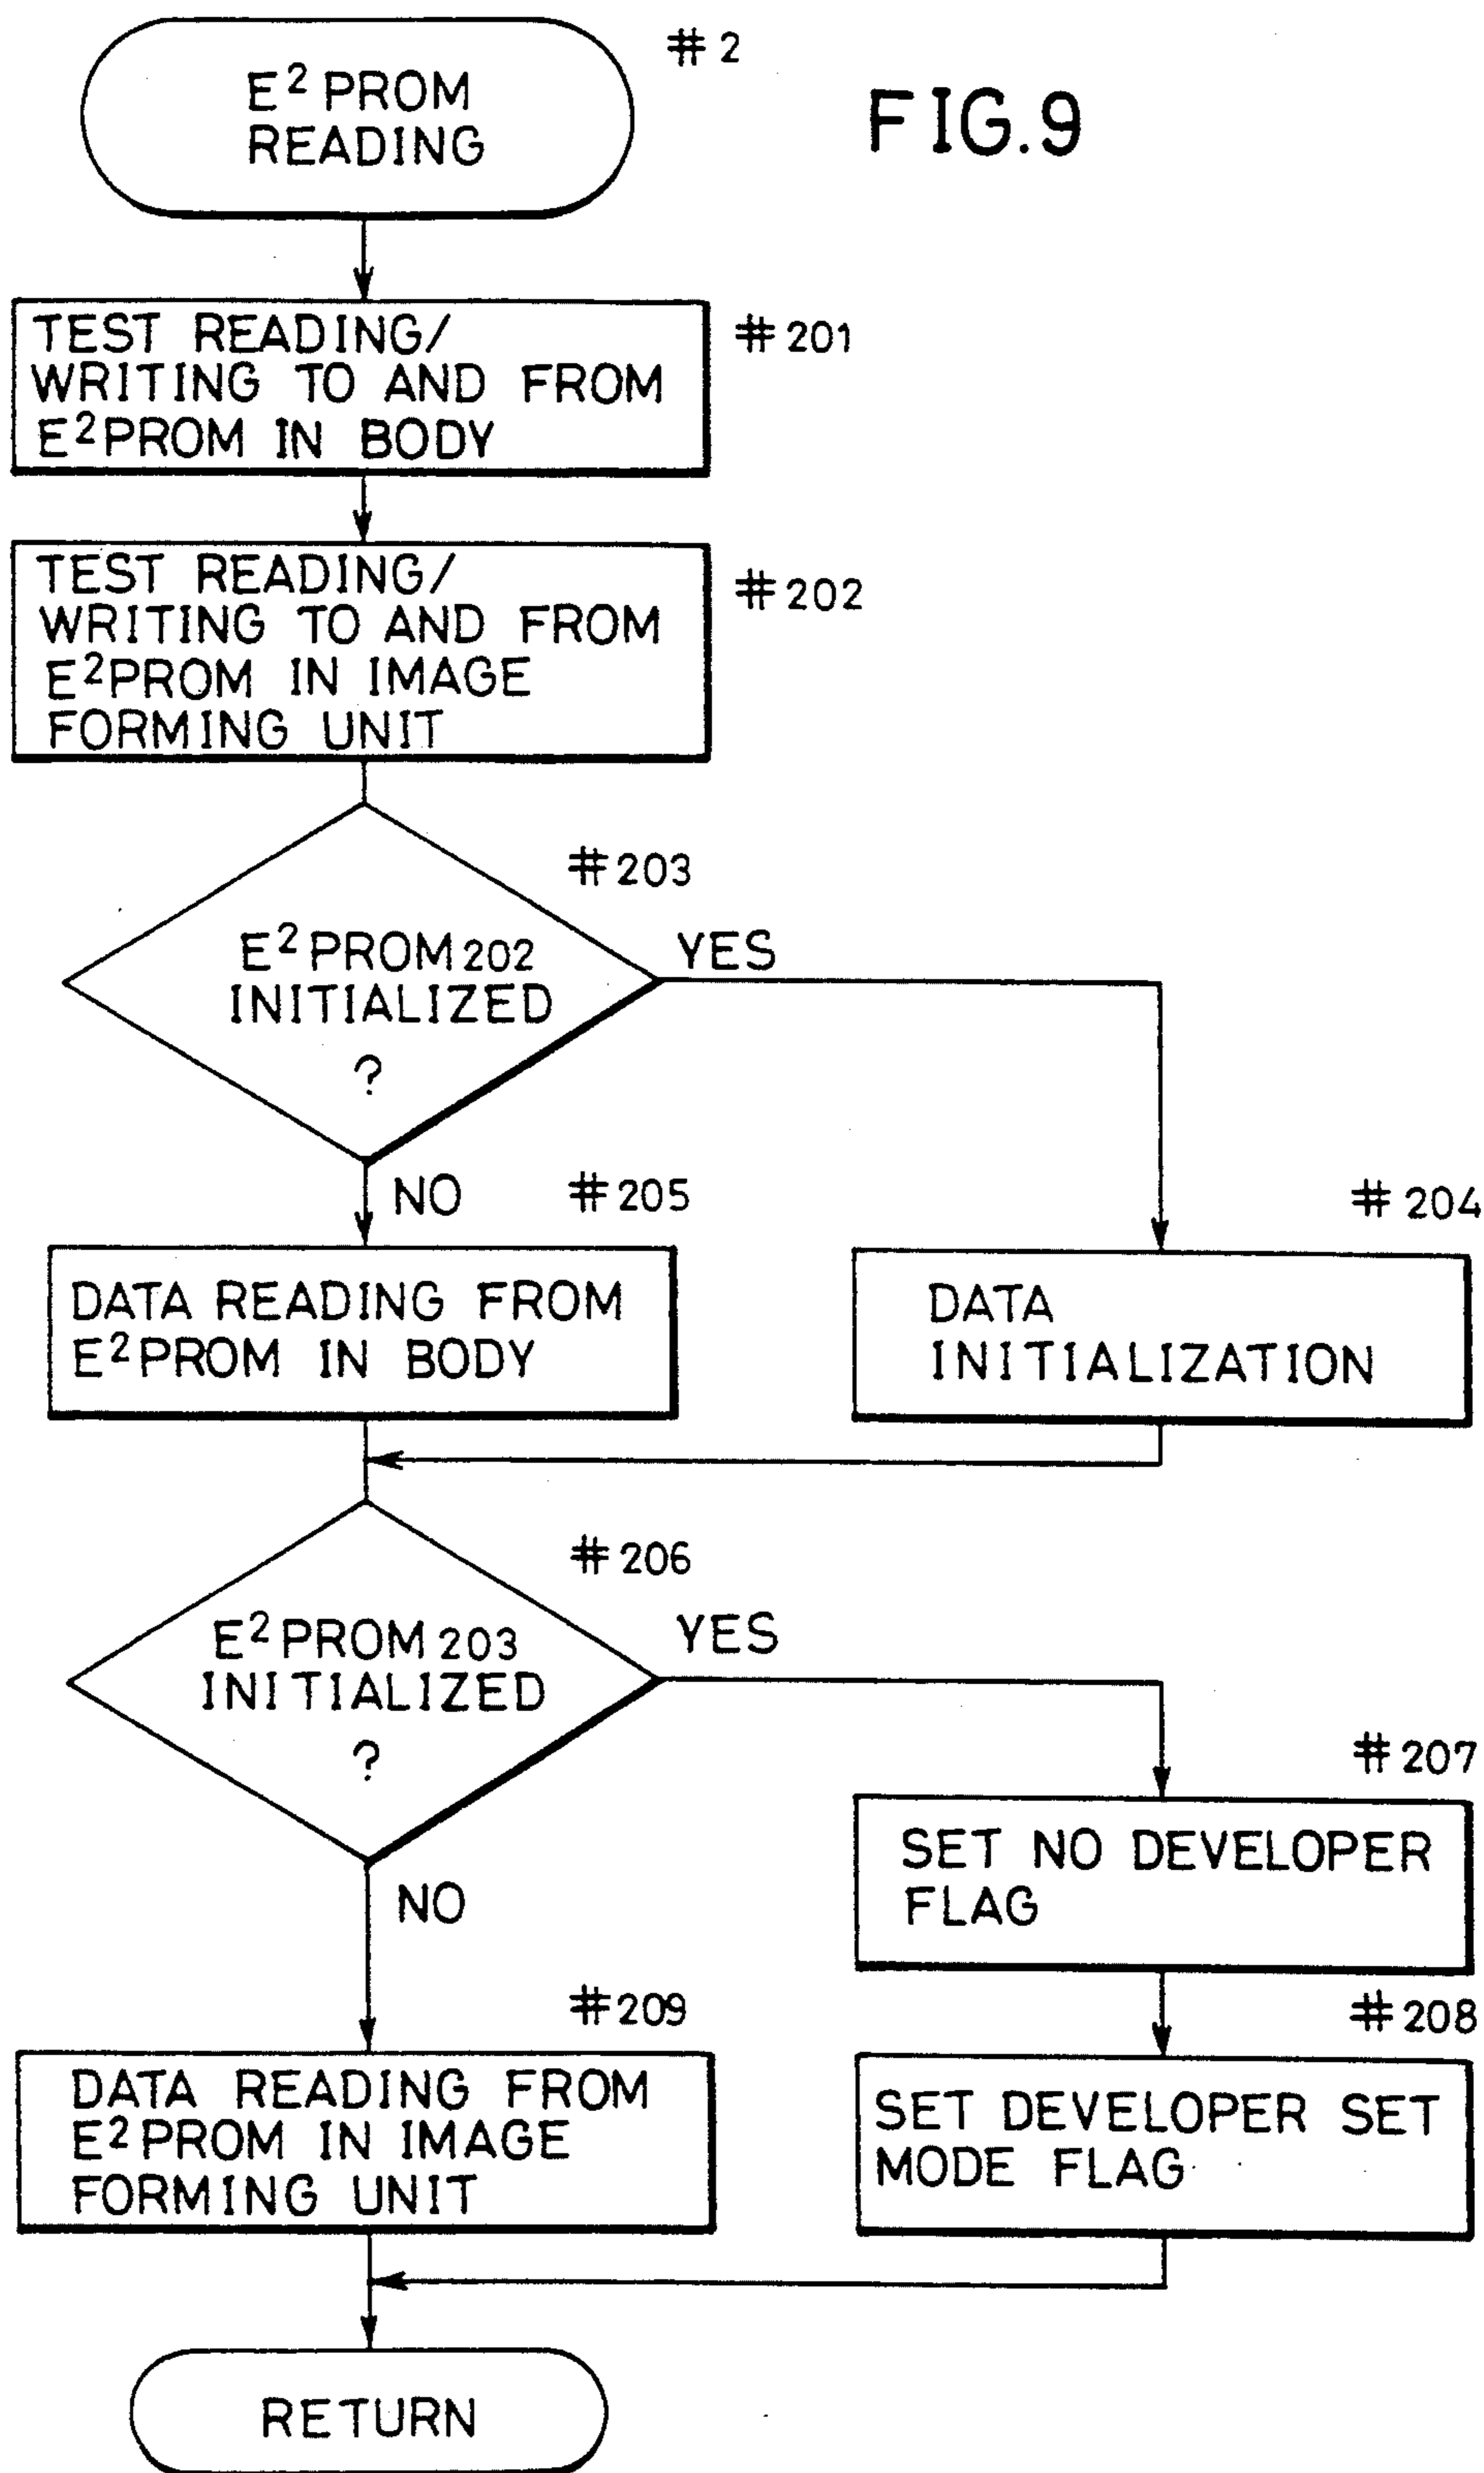 #2
FIG.9
E² PROM
READING
#201
TEST READING/
WRITING TO AND FROM
E²PROM IN BODY
#202
TEST READING/
WRITING TO AND FROM
E²PROM IN IMAGE
FORMING UNIT
#203
E² PROM 202
INITIALIZED
?
YES
NO
#205
DATA READING FROM
E²PROM IN BODY
#204
DATA
INITIALIZATION
#206
E² PROM 203
INITIALIZED
?
YES
NO
#207
SET NO DEVELOPER
FLAG
#208
SET DEVELOPER SET
MODE FLAG
#209
DATA READING FROM
E²PROM IN IMAGE
FORMING UNIT
RETURN